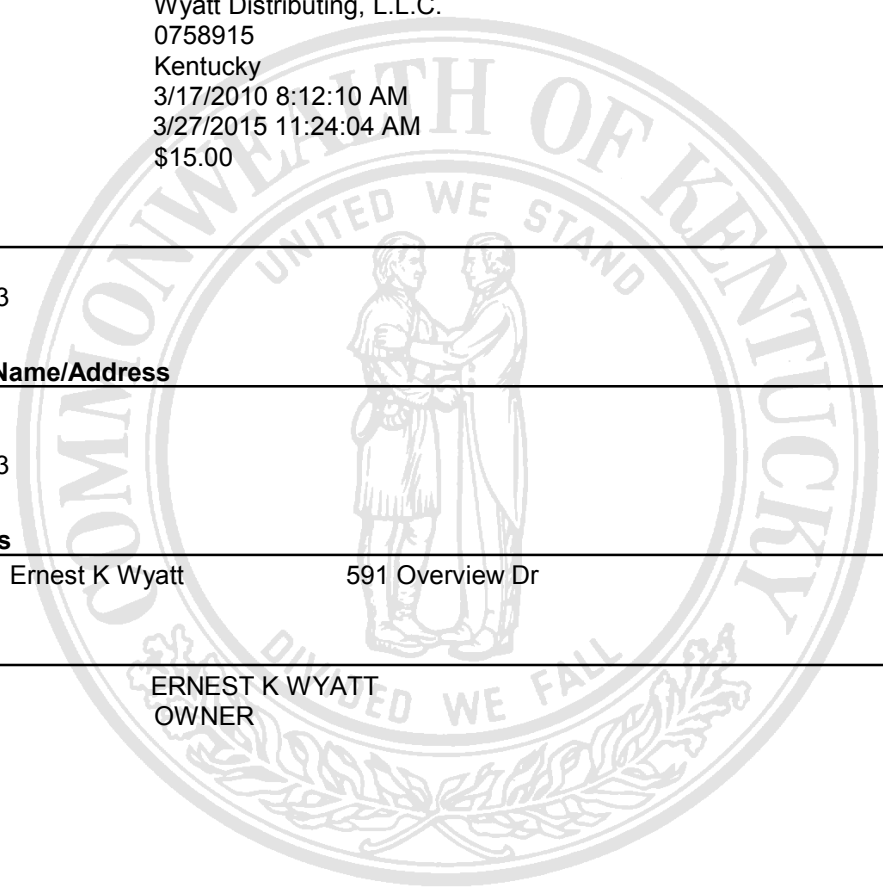 Wyatt Distributing, L.L.C.
0758915
Kentucky
3/17/2010 8:12:10 AM
3/27/2015 11:24:04 AM
$15.00
COMMONWEALTH OF KENTUCKY
UNITED WE STAND
3
Name/Address
3
s
Ernest K Wyatt 591 Overview Dr
DIVIDED WE FALL
ERNEST K WYATT
OWNER